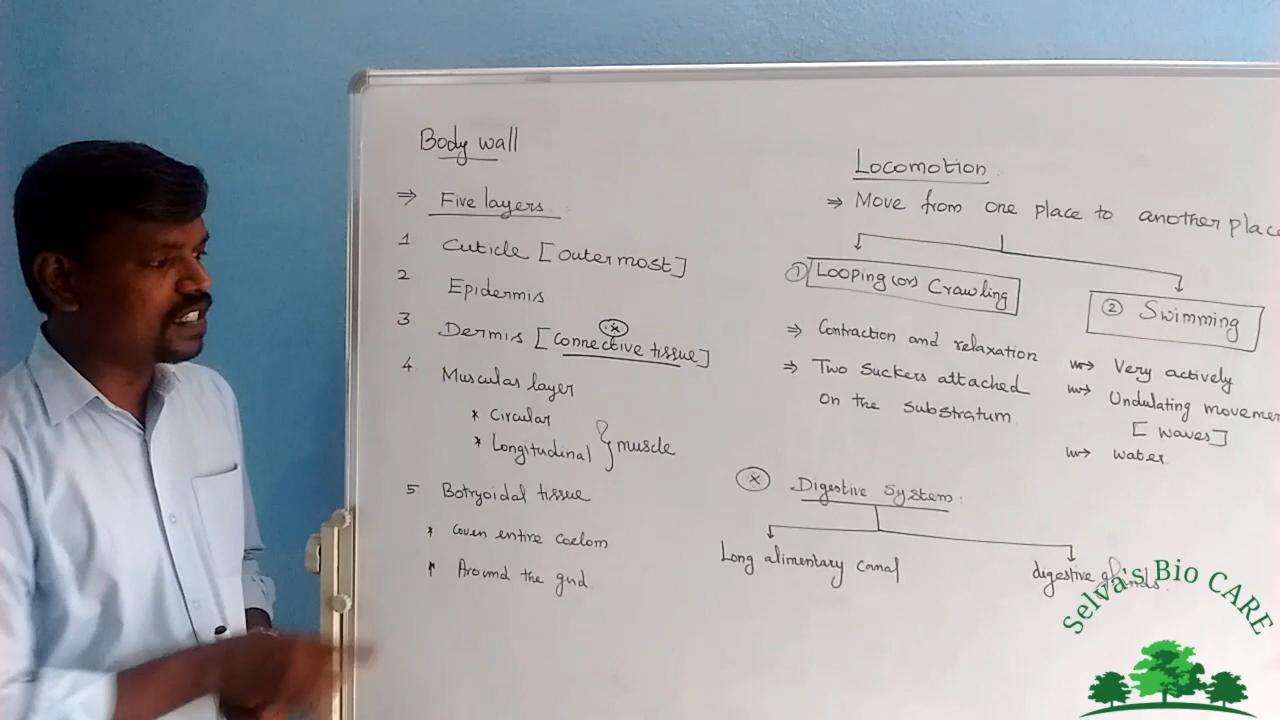 Body wall
⇒ Five layers
1 Cuticle [outermost]
2 Epidermis
3 Dermis [connective tissue]
4 Muscular layer
* Circular
* Longitudinal } muscle
5 Botryoidal tissue
* Cover entire coelom
* Around the gud
Locomotion:
⇒ Move from one place to another place
① Looping (or) Crawling
⇒ Contraction and relaxation
⇒ Two suckers attached
on the substratum
② Swimming
Very actively
Undulating movemen
[waves]
water
* Digestive system:
Long alimentary canal
digestive glands.
Selva's Bio CARE